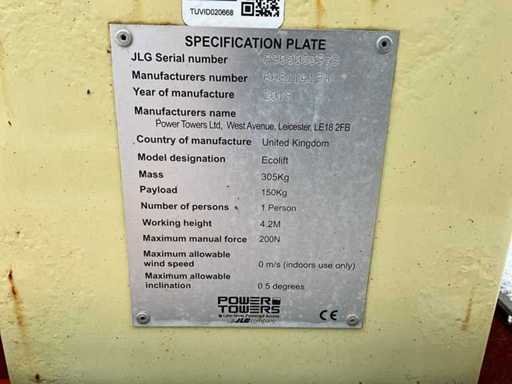 TUVID020668
SPECIFICATION PLATE
JLG Serial number
Manufacturers number
Year of manufacture
Manufacturers name
Power Towers Ltd, West Avenue, Leicester, LE18 2FB
Country of manufacture United Kingdom
Model designation Ecolift
Mass 305Kg
Payload 150Kg
Number of persons 1 Person
Working height 4.2M
Maximum manual force 200N
Maximum allowable
wind speed 0 m/s (indoors use only)
Maximum allowable
inclination 0.5 degrees
POWER
TOWERS
JLG company
CE